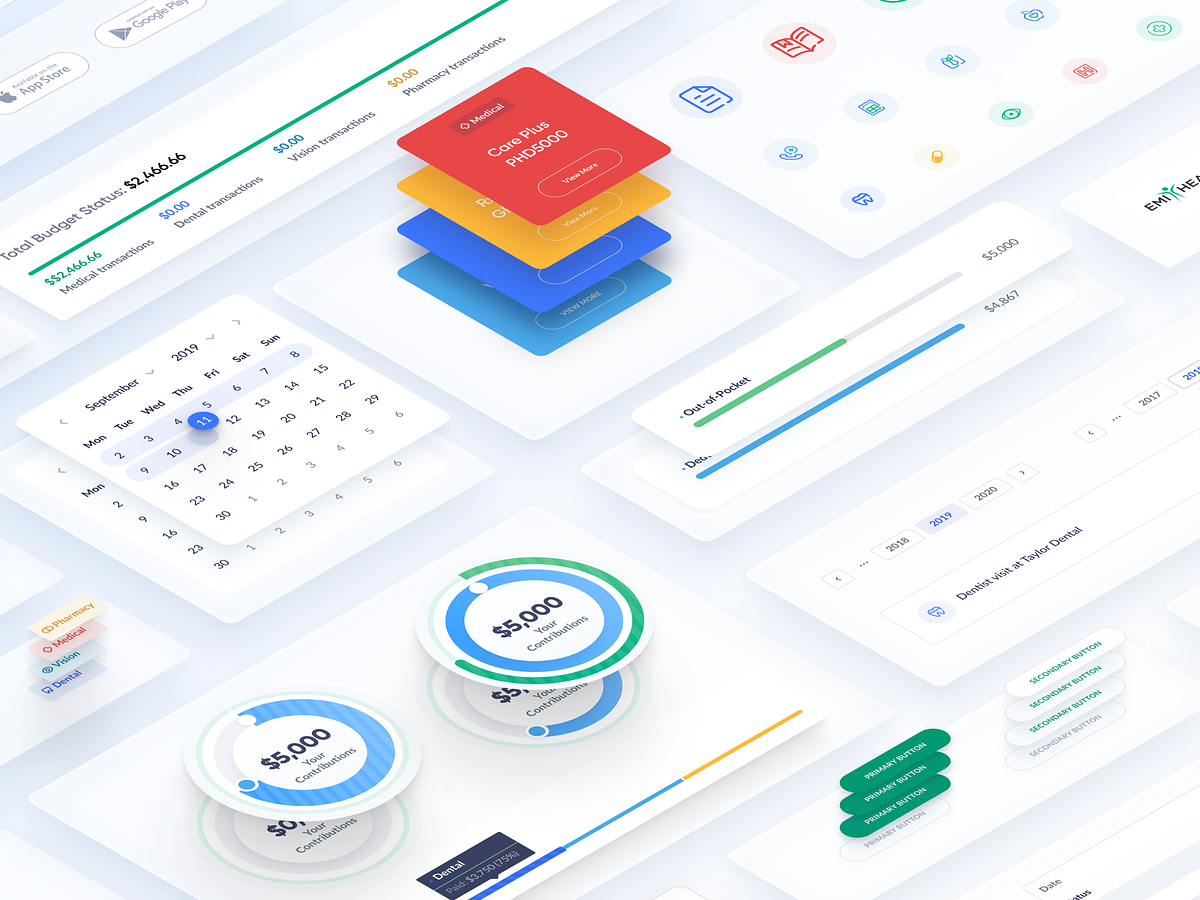 Available on the
App Store
Google Play
Total Budget Status: $2,466.66
$$2,466.66
Medical transactions
$0.00
Dental transactions
$0.00
Vision transactions
$0.00
Pharmacy transactions
Medical
Care Plus
PHD5000
View More
View More
VIEW MORE
EMI HEA
$5,000
Out-of-Pocket
$4,867
September
2019
Mon Tue Wed Thu Fri Sat Sun
2 3 4 5 6 7 8
9 10 11 12 13 14 15
16 17 18 19 20 21 22
23 24 25 26 27 28 29
30 1 2 3 4 5 6
Mon
2
9
16
23
30 1 2 3 4 5 6
2017
2018 2019 2020
Dentist visit at Taylor Dental
Pharmacy
Medical
Vision
Dental
$5,000
Your
Contributions
Contributions
$5,000
Your
Contributions
Your
Contributions
Dental
Paid: $3,750 (75%)
SECONDARY BUTTON
SECONDARY BUTTON
SECONDARY BUTTON
SECONDARY BUTTON
PRIMARY BUTTON
PRIMARY BUTTON
PRIMARY BUTTON
PRIMARY BUTTON
Date